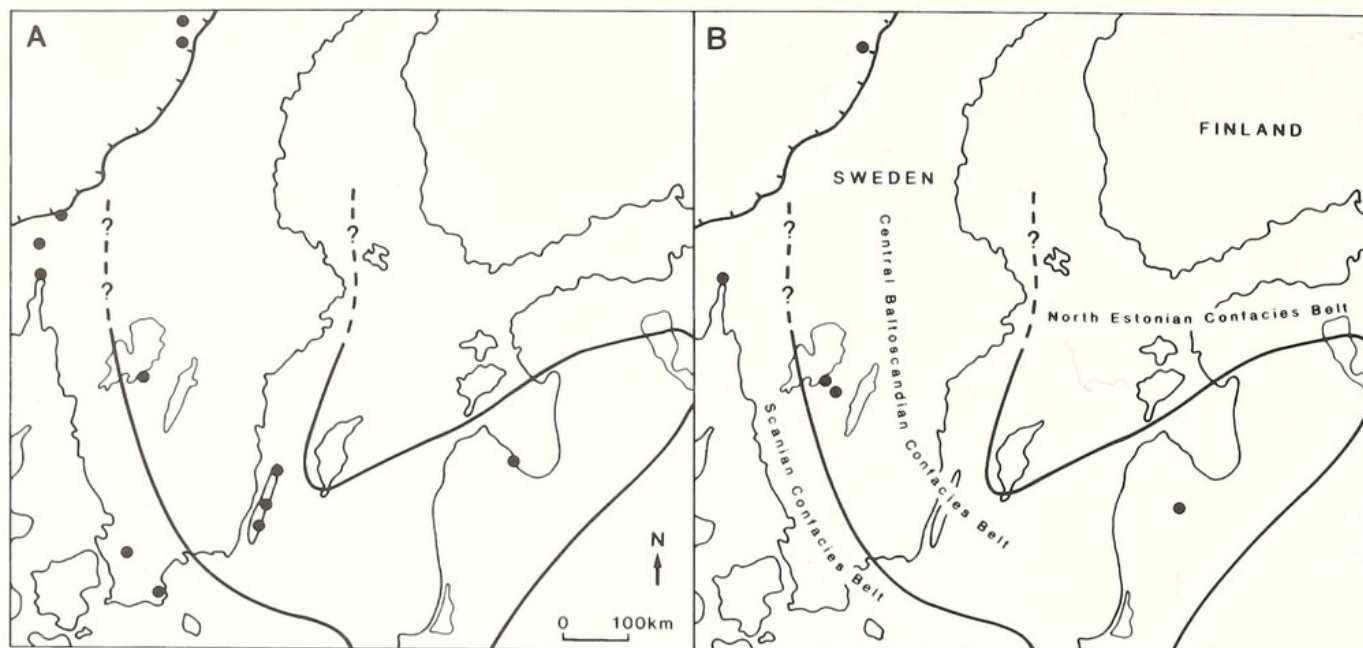 A
?
?
?
N
0 100km
B
FINLAND
SWEDEN
?
?
?
Central Baltoscandian Confacies Belt
North Estonian Confacies Belt
Scanian Confacies Belt